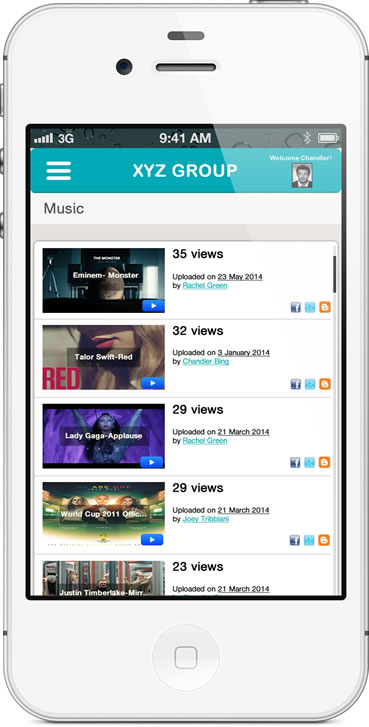 3G 9:41 AM
Welcome Chandler!
XYZ GROUP
Music
THE MONSTER
Eminem- Monster
35 views
Uploaded on 23 May 2014
by Rachel Green
Talor Swift-Red
RED
32 views
Uploaded on 3 January 2014
by Chandler Bing
Lady Gaga-Applause
29 views
Uploaded on 21 March 2014
by Rachel Green
ARE ONE
World Cup 2011 Offic...
29 views
Uploaded on 21 March 2014
by Joey Tribbiani
Justin Timberlake-Mirr...
23 views
Uploaded on 21 March 2014